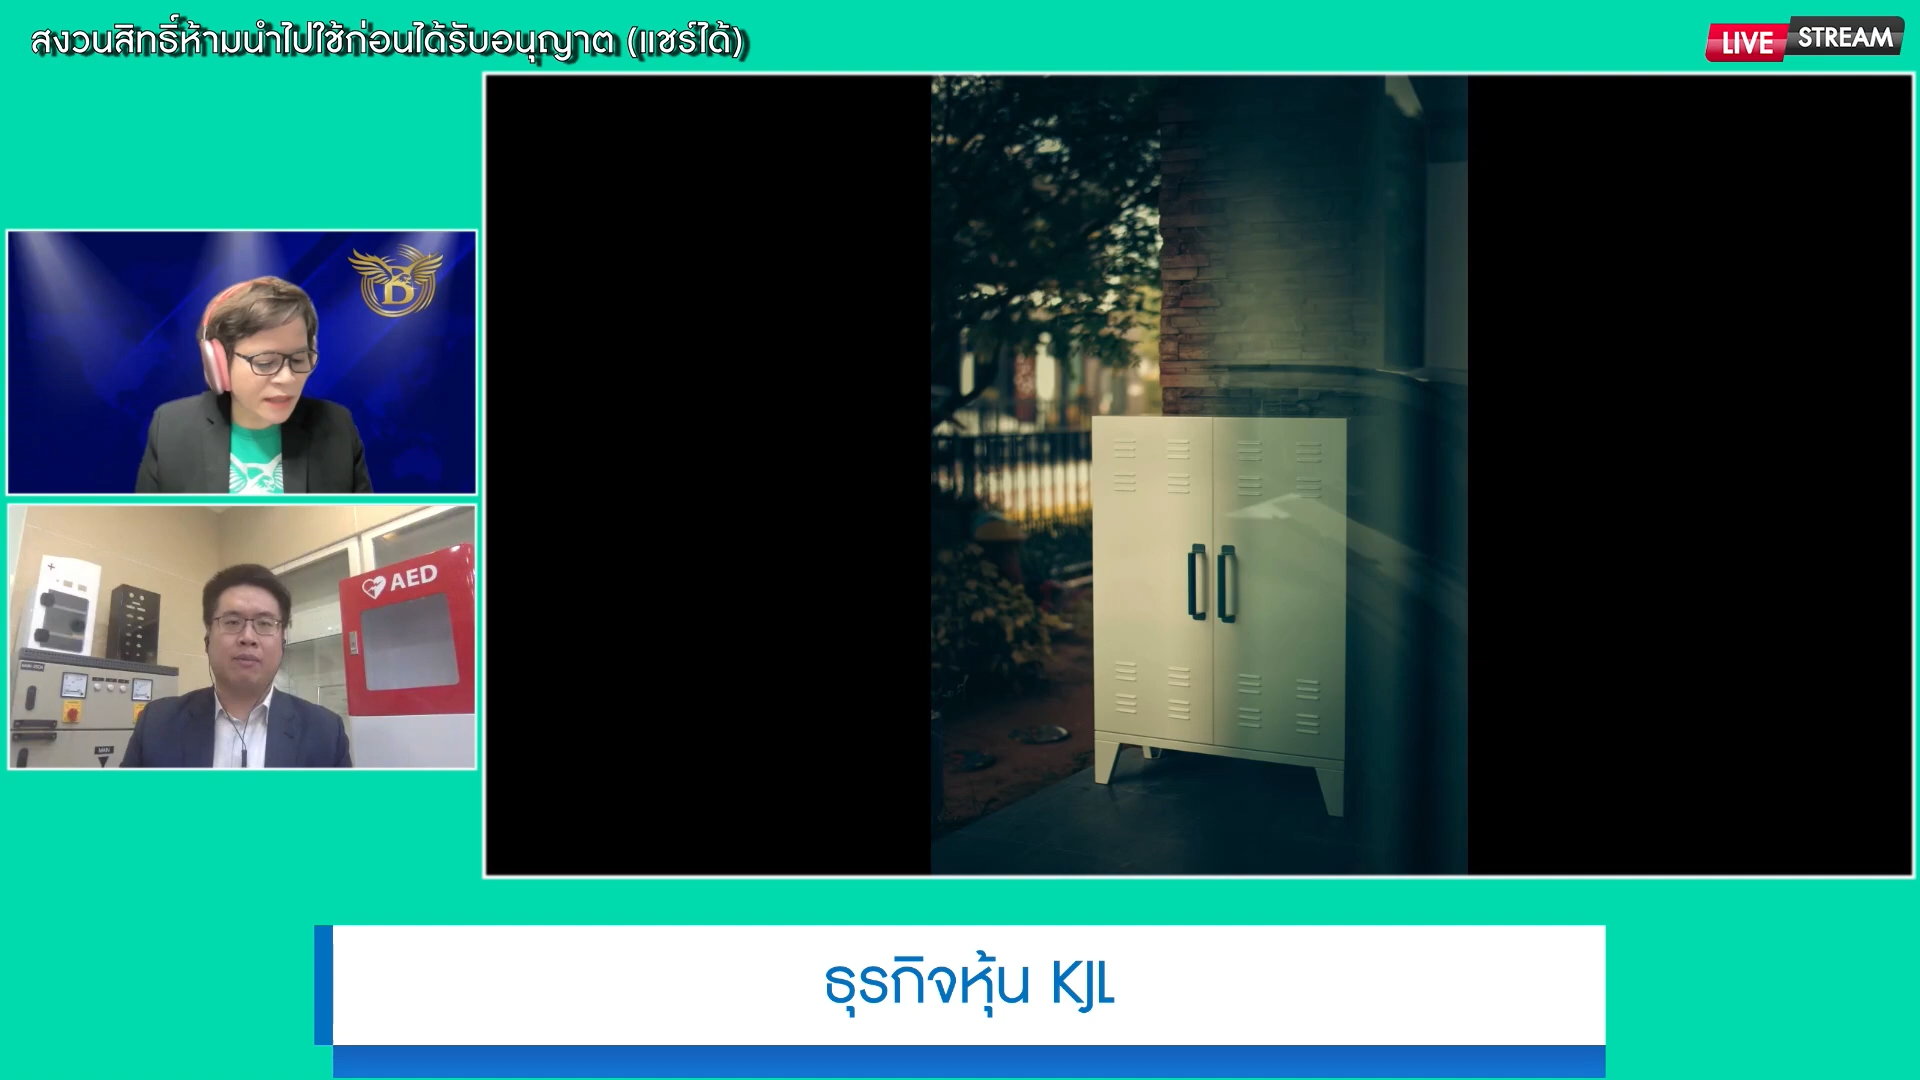 สงวนสิทธิ์ห้ามนำไปใช้ก่อนได้รับอนุญาต (แชร์ได้)
LIVE STREAM
B
AED
MAIN
ธุรกิจหุ้น KJL